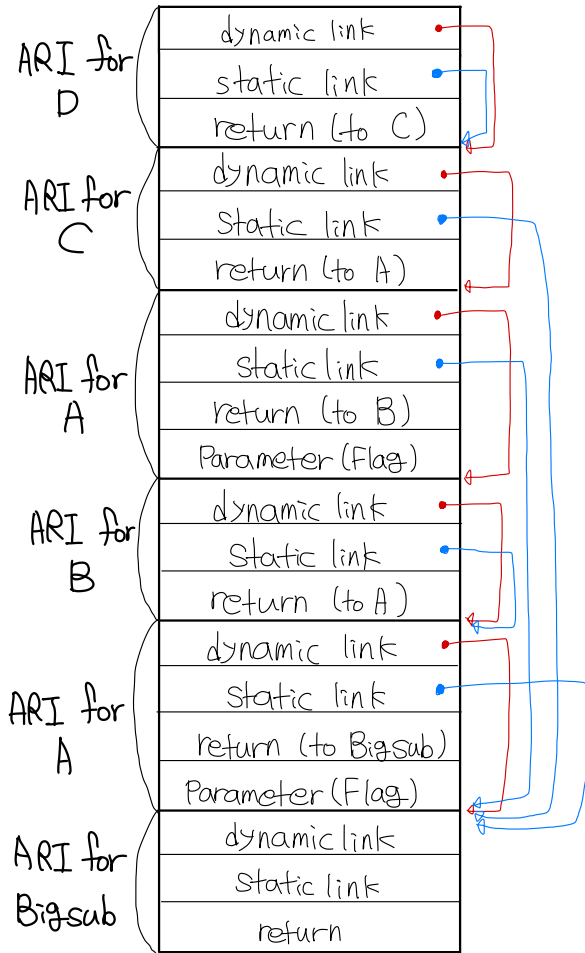 ARI for
D
dynamic link
static link
return (to C)
ARI for
C
dynamic link
Static link
return (to A)
ARI for
A
dynamic link
Static link
return (to B)
Parameter (Flag)
ARI for
B
dynamic link
Static link
return (to A)
ARI for
A
dynamic link
Static link
return (to Bigsub)
Parameter (Flag)
ARI for
Bigsub
dynamic link
Static link
return